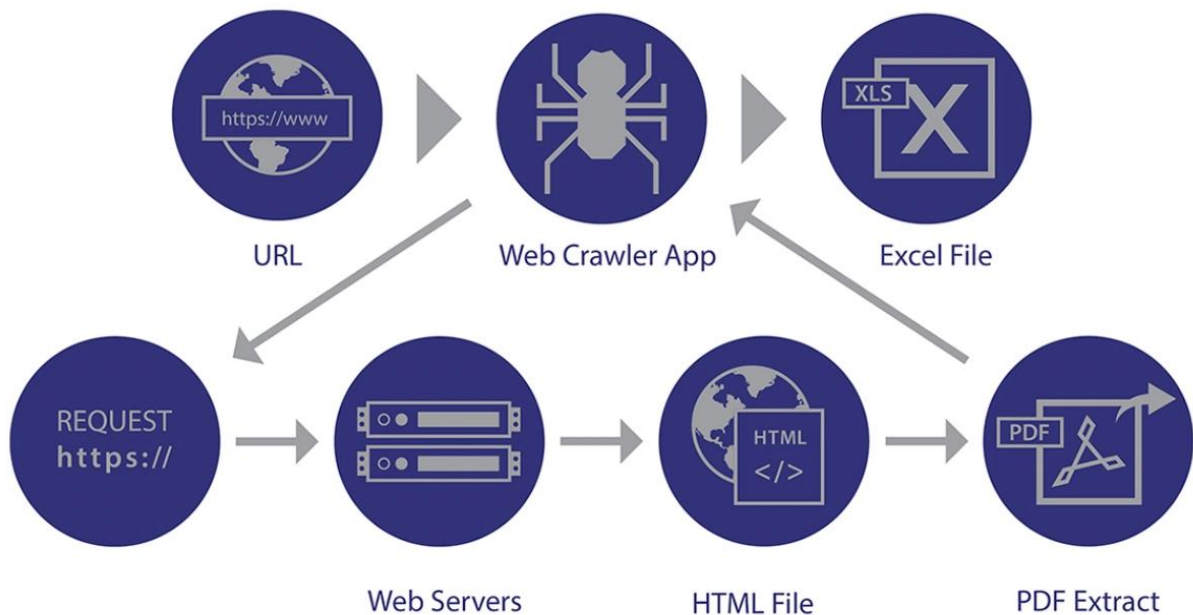 https://www
XLS
X
URL
Web Crawler App
Excel File
REQUEST
https://
HTML
</>
PDF
Web Servers
HTML File
PDF Extract